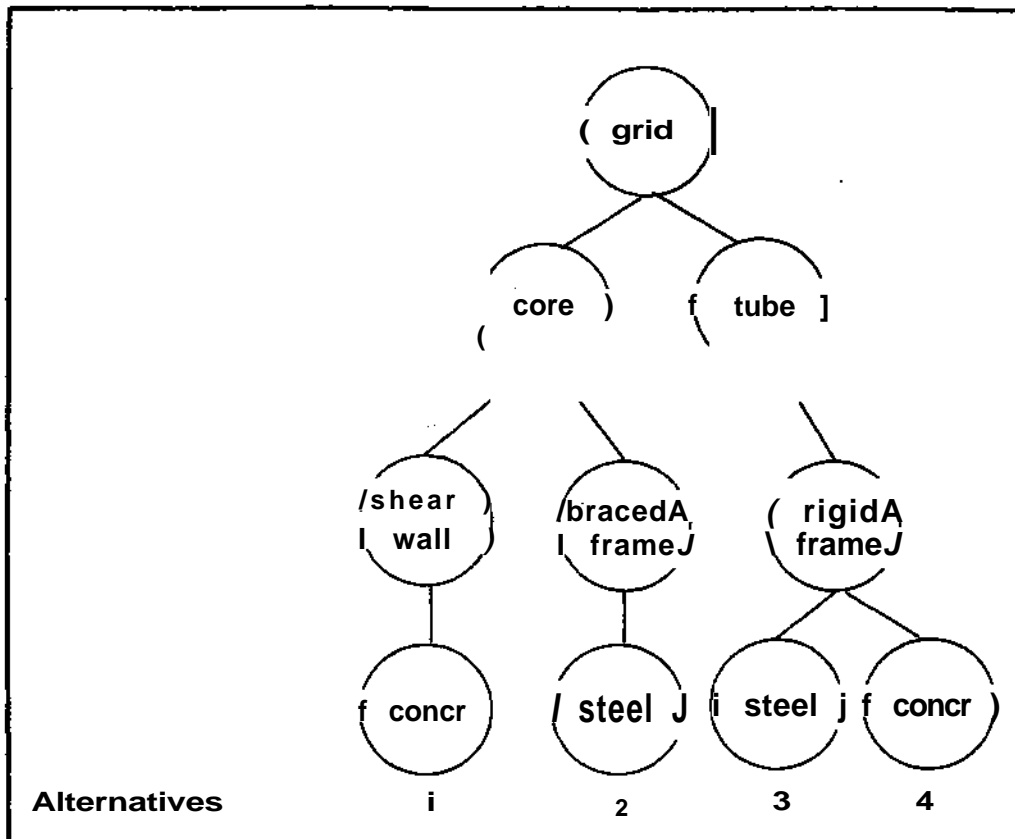 grid
core tube
shear braced rigid
wall frame frame
concr steel steel concr
Alternatives 1 2 3 4